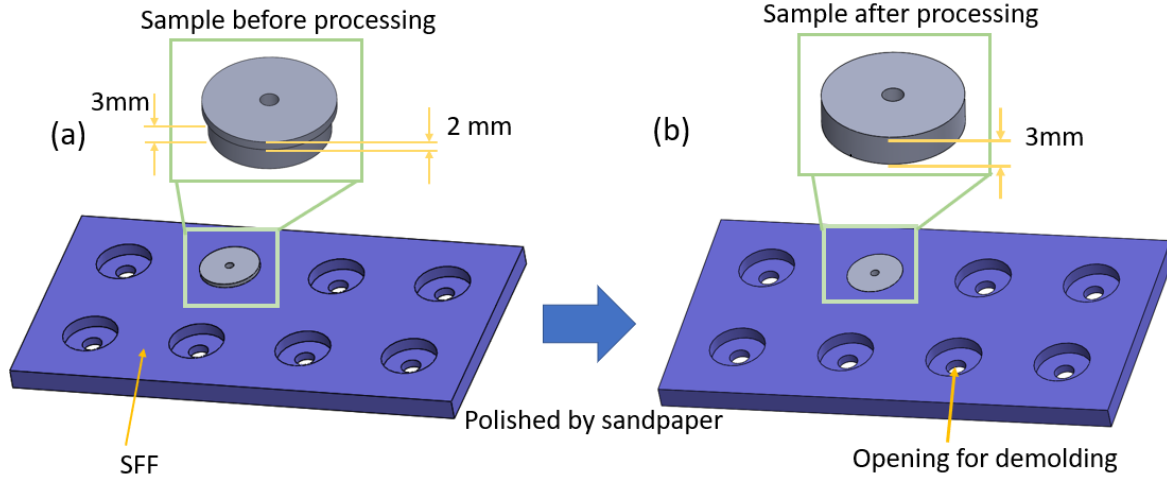 Sample before processing
Sample after processing
3mm
2 mm
(a)
(b)
3mm
Polished by sandpaper
SFF
Opening for demolding